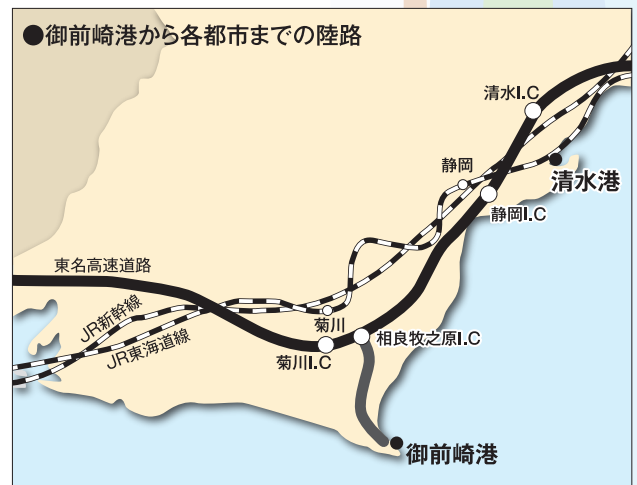 ●御前崎港から各都市までの陸路
清水I.C
静岡
清水港
静岡I.C
東名高速道路
JR新幹線
JR東海道線
菊川
相良牧之原I.C
菊川I.C
御前崎港